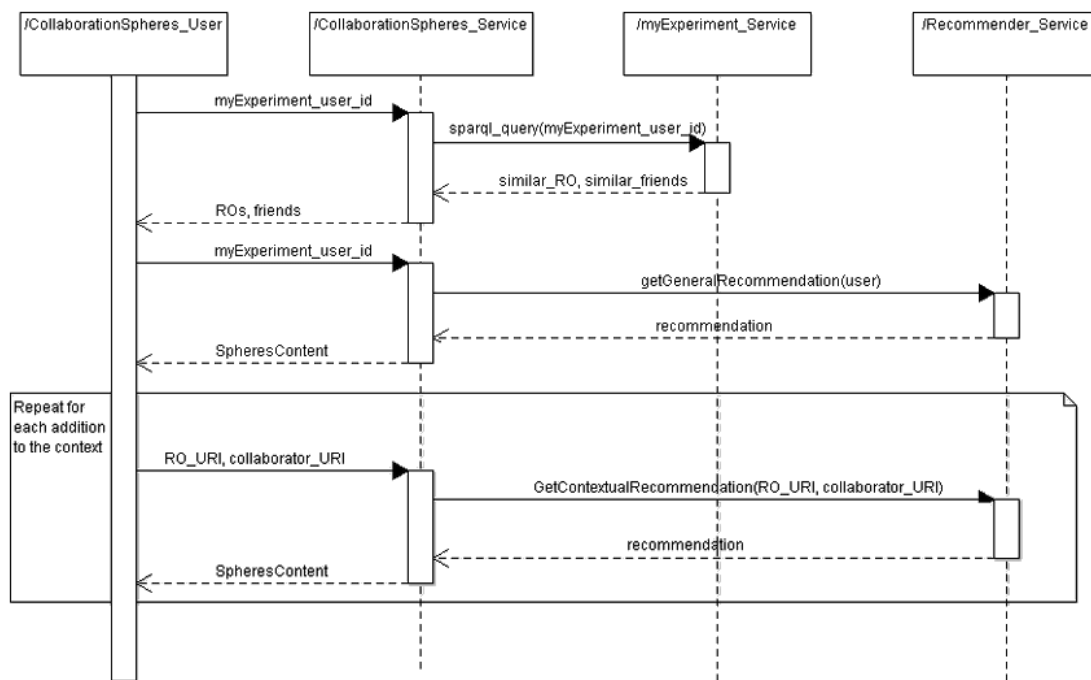 /CollaborationSpheres_User
/CollaborationSpheres_Service
/myExperiment_Service
/Recommender_Service
myExperiment_user_id
sparql_query(myExperiment_user_id)
similar_RO, similar_friends
ROs, friends
myExperiment_user_id
getGeneralRecommendation(user)
recommendation
SpheresContent
Repeat for
each addition
to the context
RO_URI, collaborator_URI
GetContextualRecommendation(RO_URI, collaborator_URI)
recommendation
SpheresContent